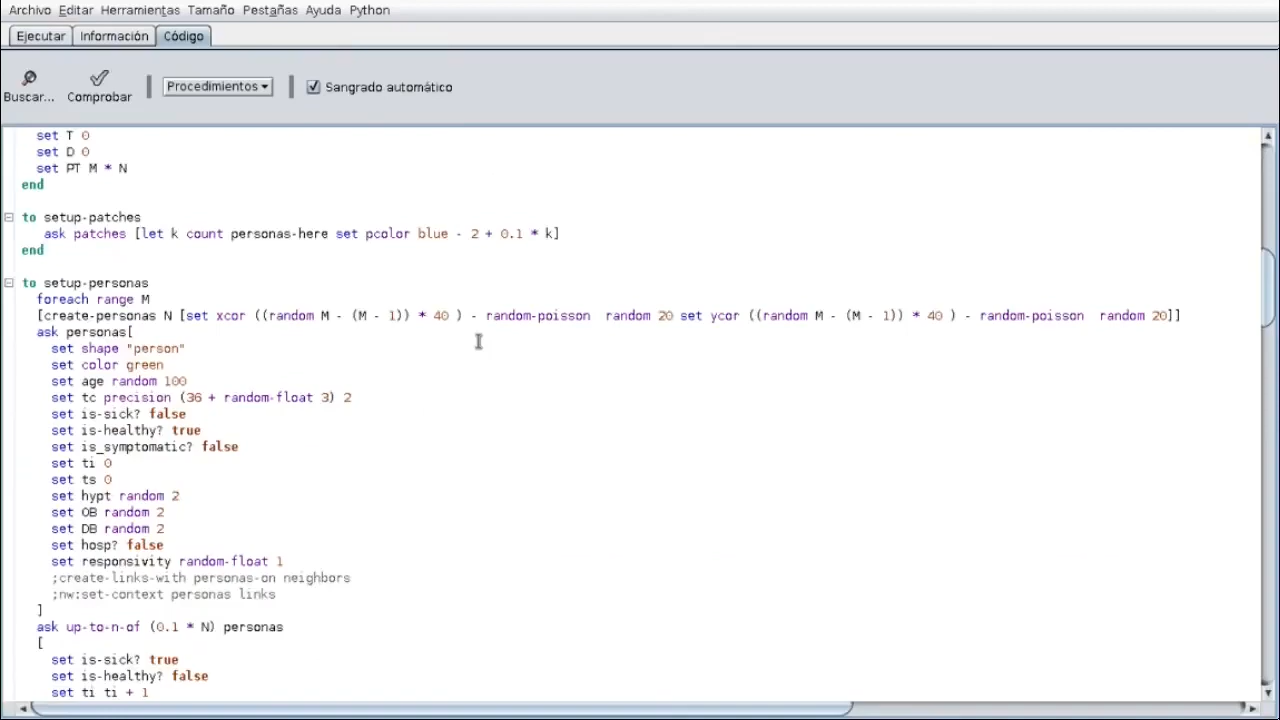 Archivo Editar Herramientas Tamaño Pestañas Ayuda Python
Ejecutar Información Código
Buscar... Comprobar Procedimientos Sangrado automático
set T 0
set D 0
set PT M * N
end
to setup-patches
ask patches [let k count personas-here set pcolor blue - 2 + 0.1 * k]
end
to setup-personas
foreach range M
[create-personas N [set xcor ((random M - (M - 1)) * 40 ) - random-poisson  random 20 set ycor ((random M - (M - 1)) * 40 ) - random-poisson  random 20]]
ask personas[
set shape "person"
set color green
set age random 100
set tc precision (36 + random-float 3) 2
set is-sick? false
set is-healthy? true
set is_symptomatic? false
set ti 0
set ts 0
set hypt random 2
set OB random 2
set DB random 2
set hosp? false
set responsivity random-float 1
;create-links-with personas-on neighbors
;nw:set-context personas links
]
ask up-to-n-of (0.1 * N) personas
[
set is-sick? true
set is-healthy? false
set ti ti + 1